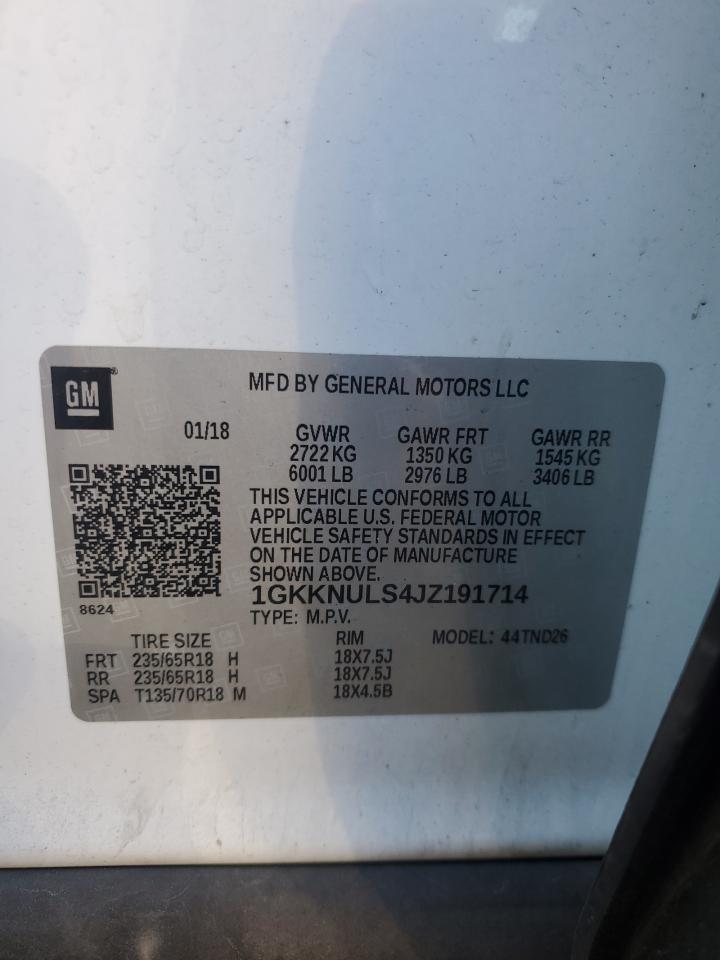 GM
MFD BY GENERAL MOTORS LLC
01/18 GVWR GAWR FRT GAWR RR
2722 KG 1350 KG 1545 KG
6001 LB 2976 LB 3406 LB
THIS VEHICLE CONFORMS TO ALL
APPLICABLE U.S. FEDERAL MOTOR
VEHICLE SAFETY STANDARDS IN EFFECT
ON THE DATE OF MANUFACTURE
SHOWN ABOVE.
8624
1GKKNULS4JZ191714
TYPE: M.P.V.
TIRE SIZE RIM MODEL: 44TND26
FRT 235/65R18 H 18X7.5J
RR 235/65R18 H 18X7.5J
SPA T135/70R18 M 18X4.5B